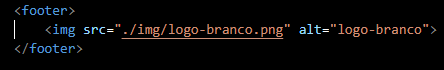 <footer>
<img src="./img/logo-branco.png" alt="logo-branco">
</footer>